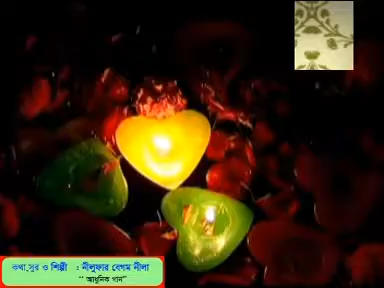 কথা,সুর ও শিল্পী : নীলুফার বেগম নীলা
“ আধুনিক গান”